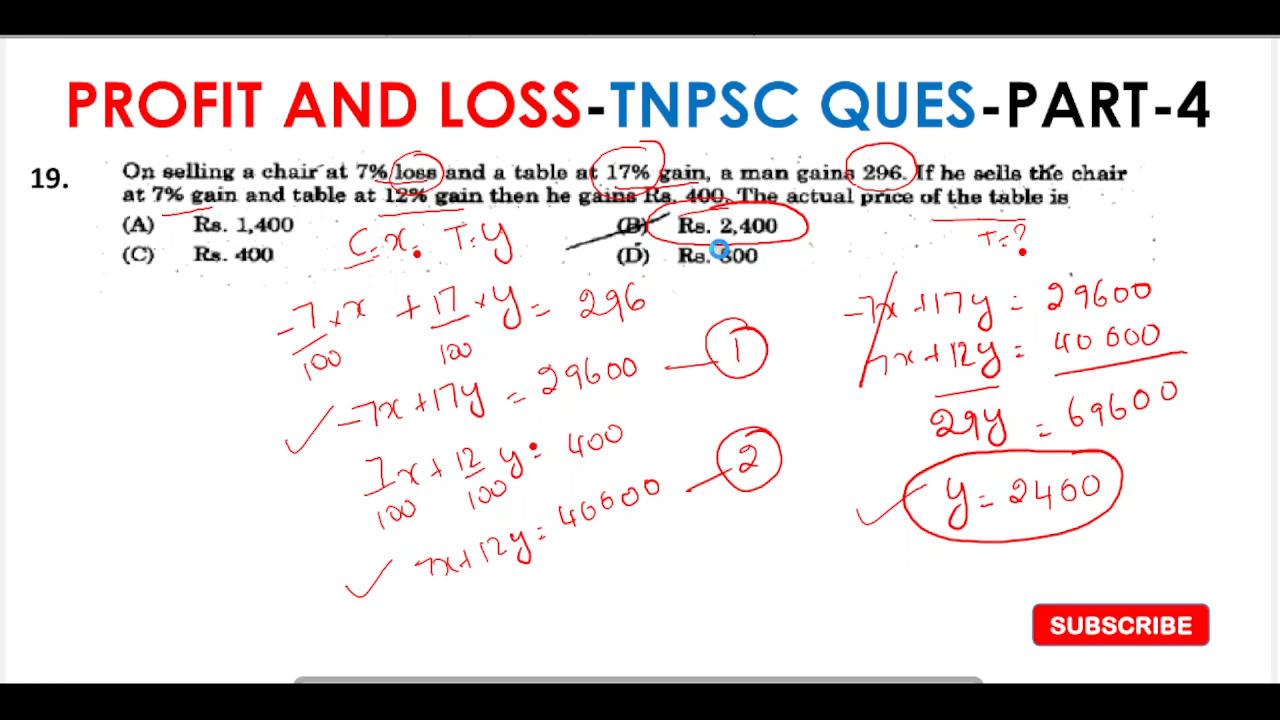 PROFIT AND LOSS-TNPSC QUES-PART-4
19. On selling a chair at 7% loss and a table at 17% gain, a man gains 296. If he sells the chair
at 7% gain and table at 12% gain then he gains Rs. 400. The actual price of the table is
(A) Rs. 1,400 (B) Rs. 2,400
(C) Rs. 400 (D) Rs. 800
C=x. T=y
T=?
-7/100 × x + 17/100 × y = 296
-7x + 17y = 29600 — 1
7/100 x + 12/100 y = 400
7x + 12y = 40000 — 2
-7x + 17y = 29600
7x + 12y = 40000
29y = 69600
y = 2400
SUBSCRIBE